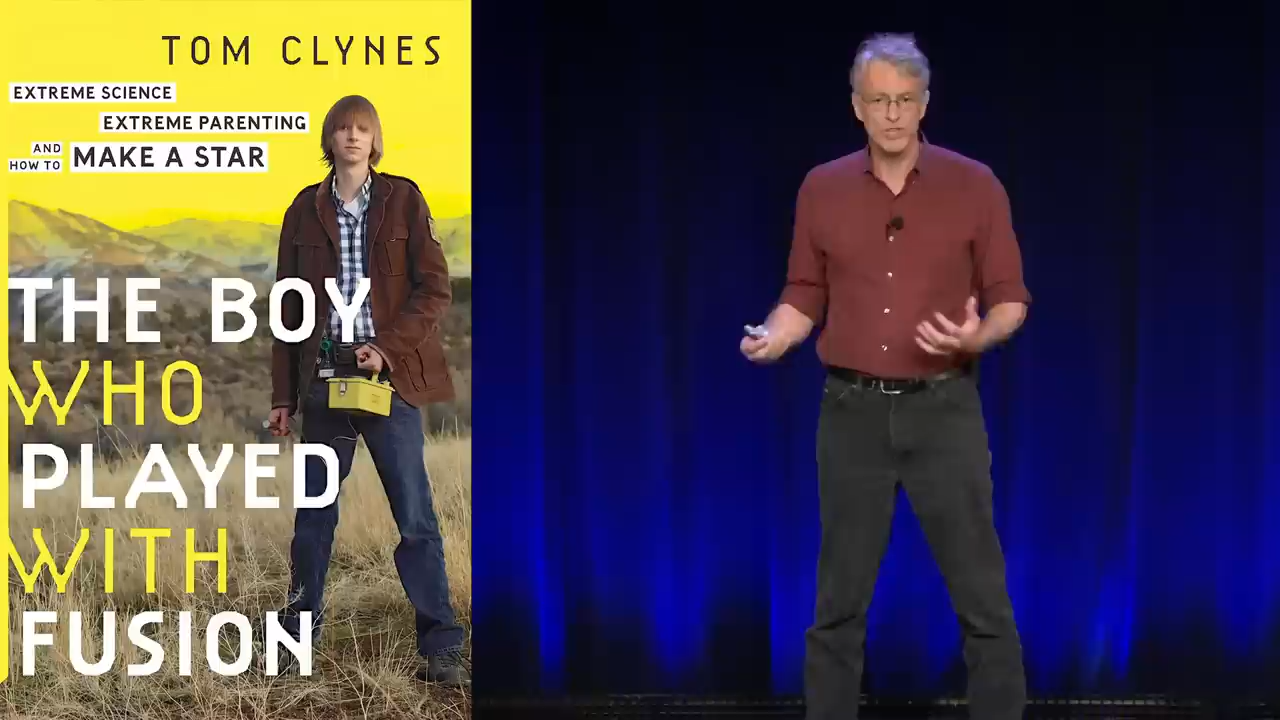 TOM CLYNES
EXTREME SCIENCE
EXTREME PARENTING
AND
HOW TO MAKE A STAR
THE BOY
WHO
PLAYED
WITH
FUSION